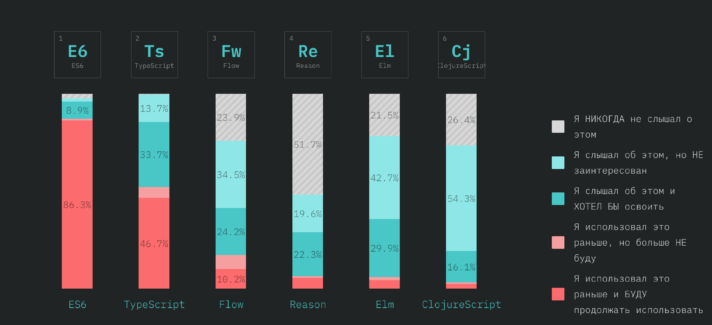 1 2 3 4 5 6
E6 Ts Fw Re El Cj
ES6 TypeScript Flow Reason Elm ClojureScript
8.9%
86.3%
13.7%
33.7%
46.7%
23.9%
34.5%
24.2%
10.2%
51.7%
19.6%
22.3%
21.5%
42.7%
29.9%
26.4%
54.3%
16.1%
ES6 TypeScript Flow Reason Elm ClojureScript
Я НИКОГДА не слышал о
этом
Я слышал об этом, но НЕ
заинтересован
Я слышал об этом и
ХОТЕЛ БЫ освоить
Я использовал это
раньше, но больше НЕ
буду
Я использовал это
раньше и БУДУ
продолжать использовать